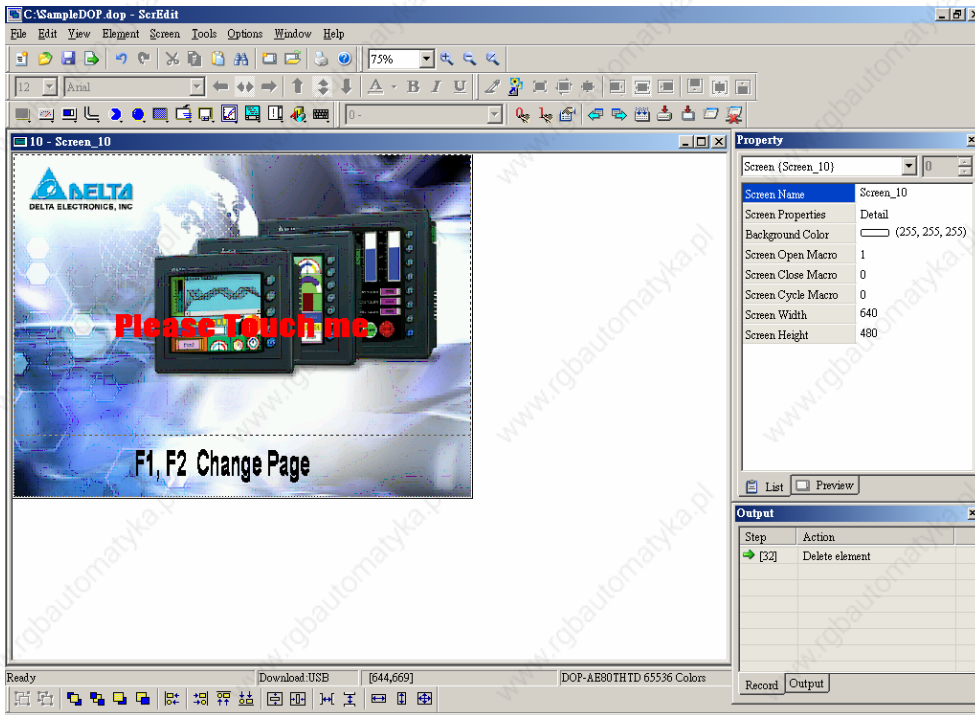 C:\SampleDOP.dop - ScrEdit
File Edit View Element Screen Tools Options Window Help
75%
12 Arial
A B I U
0 -
10 - Screen_10
DELTA
DELTA ELECTRONICS, INC
Please Touch me
F1, F2 Change Page
Property
Screen {Screen_10} 0
Screen Name Screen_10
Screen Properties Detail
Background Color (255, 255, 255)
Screen Open Macro 1
Screen Close Macro 0
Screen Cycle Macro 0
Screen Width 640
Screen Height 480
List Preview
Output
Step Action
[32] Delete element
Record Output
Ready Download:USB [644,669] DOP-AE80THTD 65536 Colors
www.rgbautomatyka.pl